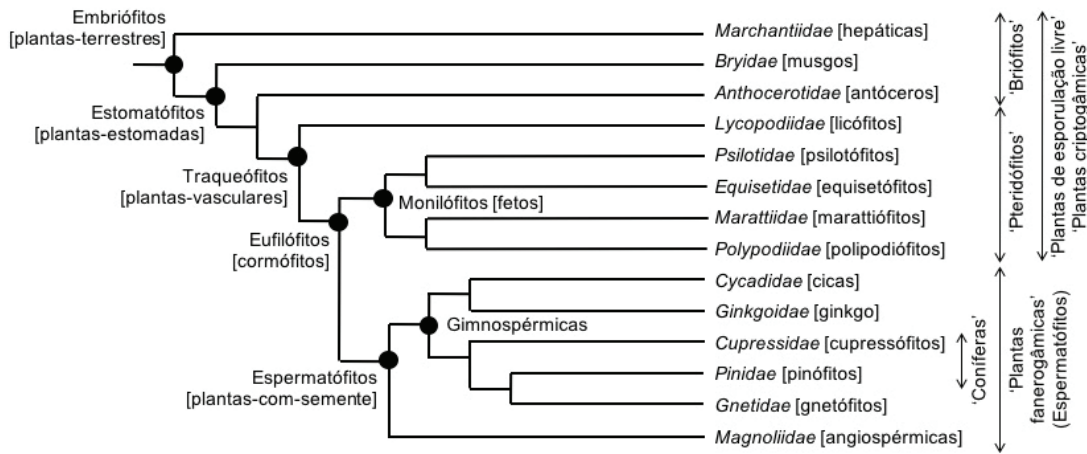 Embriófitos
[plantas-terrestres]
Marchantiidae [hepáticas]
Bryidae [musgos]
Anthocerotidae [antóceros]
Estomatófitos
[plantas-estomadas]
Lycopodiidae [licófitos]
Psilotidae [psilotófitos]
Traqueófitos
[plantas-vasculares]
Equisetidae [equisetófitos]
Monilófitos [fetos]
Marattiidae [marattiófitos]
Eufilófitos
[cormófitos]
Polypodiidae [polipodiófitos]
Cycadidae [cicas]
Ginkgoidae [ginkgo]
Gimnospérmicas
Cupressidae [cupressófitos]
Pinidae [pinófitos]
Espermatófitos
[plantas-com-semente]
Gnetidae [gnetófitos]
Magnoliidae [angiospérmicas]
‘Briófitos’
‘Pteridófitos’
‘Plantas de esporulação livre’
‘Plantas criptogâmicas’
‘Coníferas’
‘Plantas
fanerogâmicas’
(Espermatófitos)